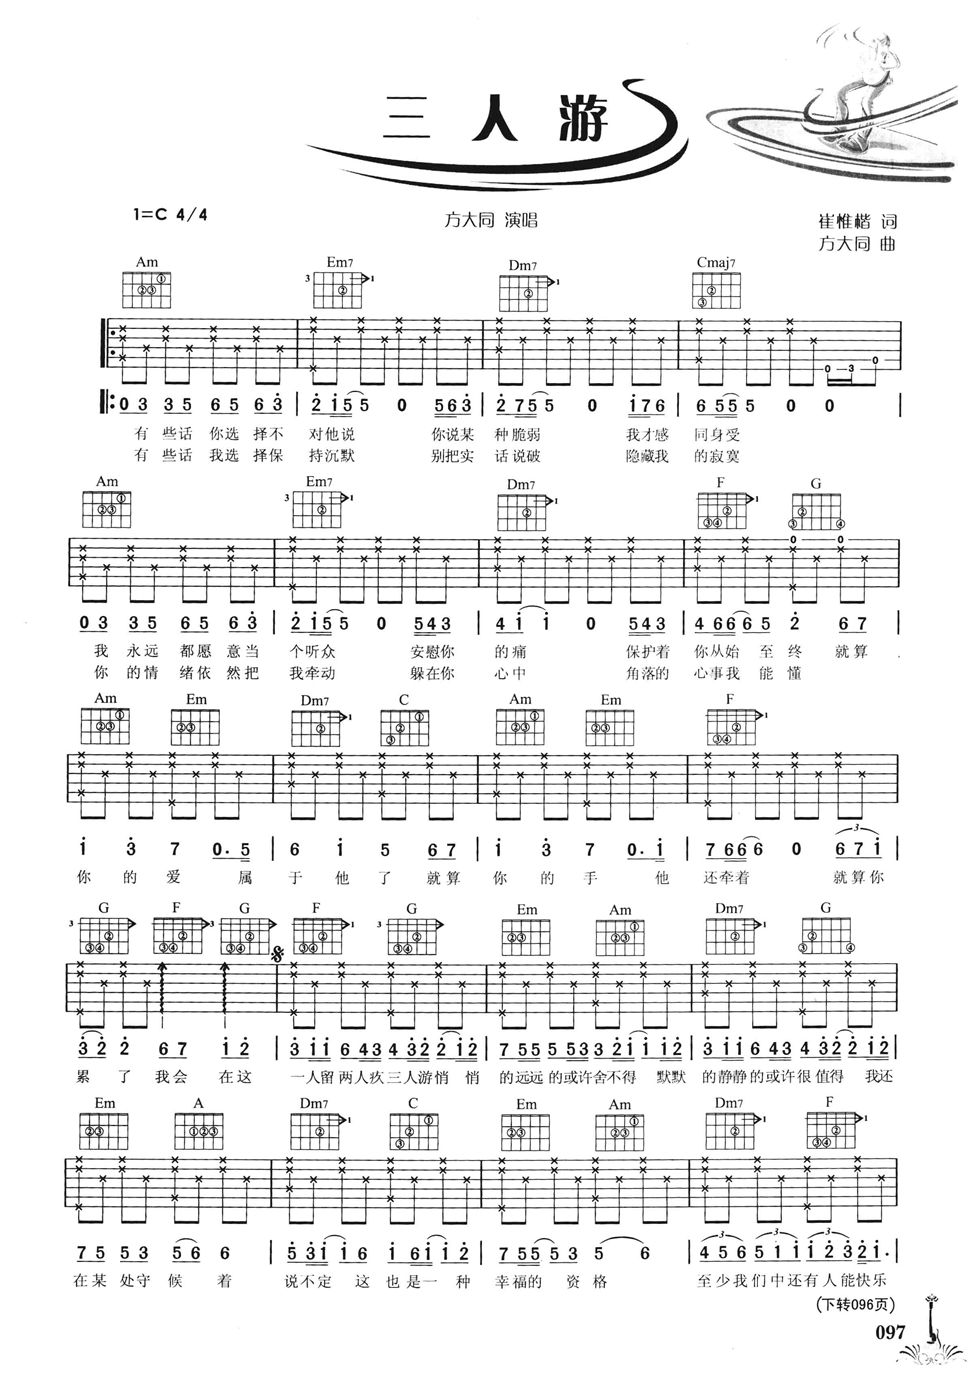 三人游
1=C 4/4
方大同 演唱
崔惟楷 词
方大同 曲
Am Em7 Dm7 Cmaj7
0 3 3 5 6 5 6 3 2 1 5 5 5 0 5 6 3 2 7 5 5 5 0 1 7 6 6 5 5 5 5 0 0
有 些话 你选 择不 对他说 你说某 种脆弱 我才感 同身受
有 些话 我选 择保 持沉默 别把实 话说破 隐藏我 的寂寞
Am Em7 Dm7 F G
0 3 3 5 6 5 6 3 2 1 5 5 5 0 5 4 3 4 1 1 0 5 4 3 4 6 6 6 5 2 6 7
我 永远 都愿 意当 个听众 安慰你 的痛 保护着 你从始 至终 就算
你 的情 绪依 然把 我牵动 躲在你 心中 角落的 心事我 能懂
Am Em Dm7 C Am Em F
1 3 7 0. 5 6 1 5 6 7 1 3 7 0. 1 7 6 6 6 0 6 7 1
你 的 爱 属 于 他 了 就算 你 的 手 他 还牵着 就算你
G F G F G Em Am Dm7 G
3 2 2 6 7 1 2 3 1 1 6 4 3 4 3 2 2 1 2 7 5 5 5 5 3 2 1 1 1 2 3 5 5 6 4 3 4 3 2 2 1 2
累 了 我会 在这 一人留 两人疚 三人游悄 悄 的远远的或许舍不得 默默 的静静的或许很值得 我还
Em A Dm7 C Em Am Dm7 F
7 5 5 3 5 6 6 5 3 1 1 6 1 6 1 1 2 7 5 5 5 3 5 6 4 5 6 5 1 1 1 2 3 2 1.
在某 处守 候 着 说不定 这 也是一 种 幸福的 资 格 至少我们中还有人能快乐
(下转096页)
097